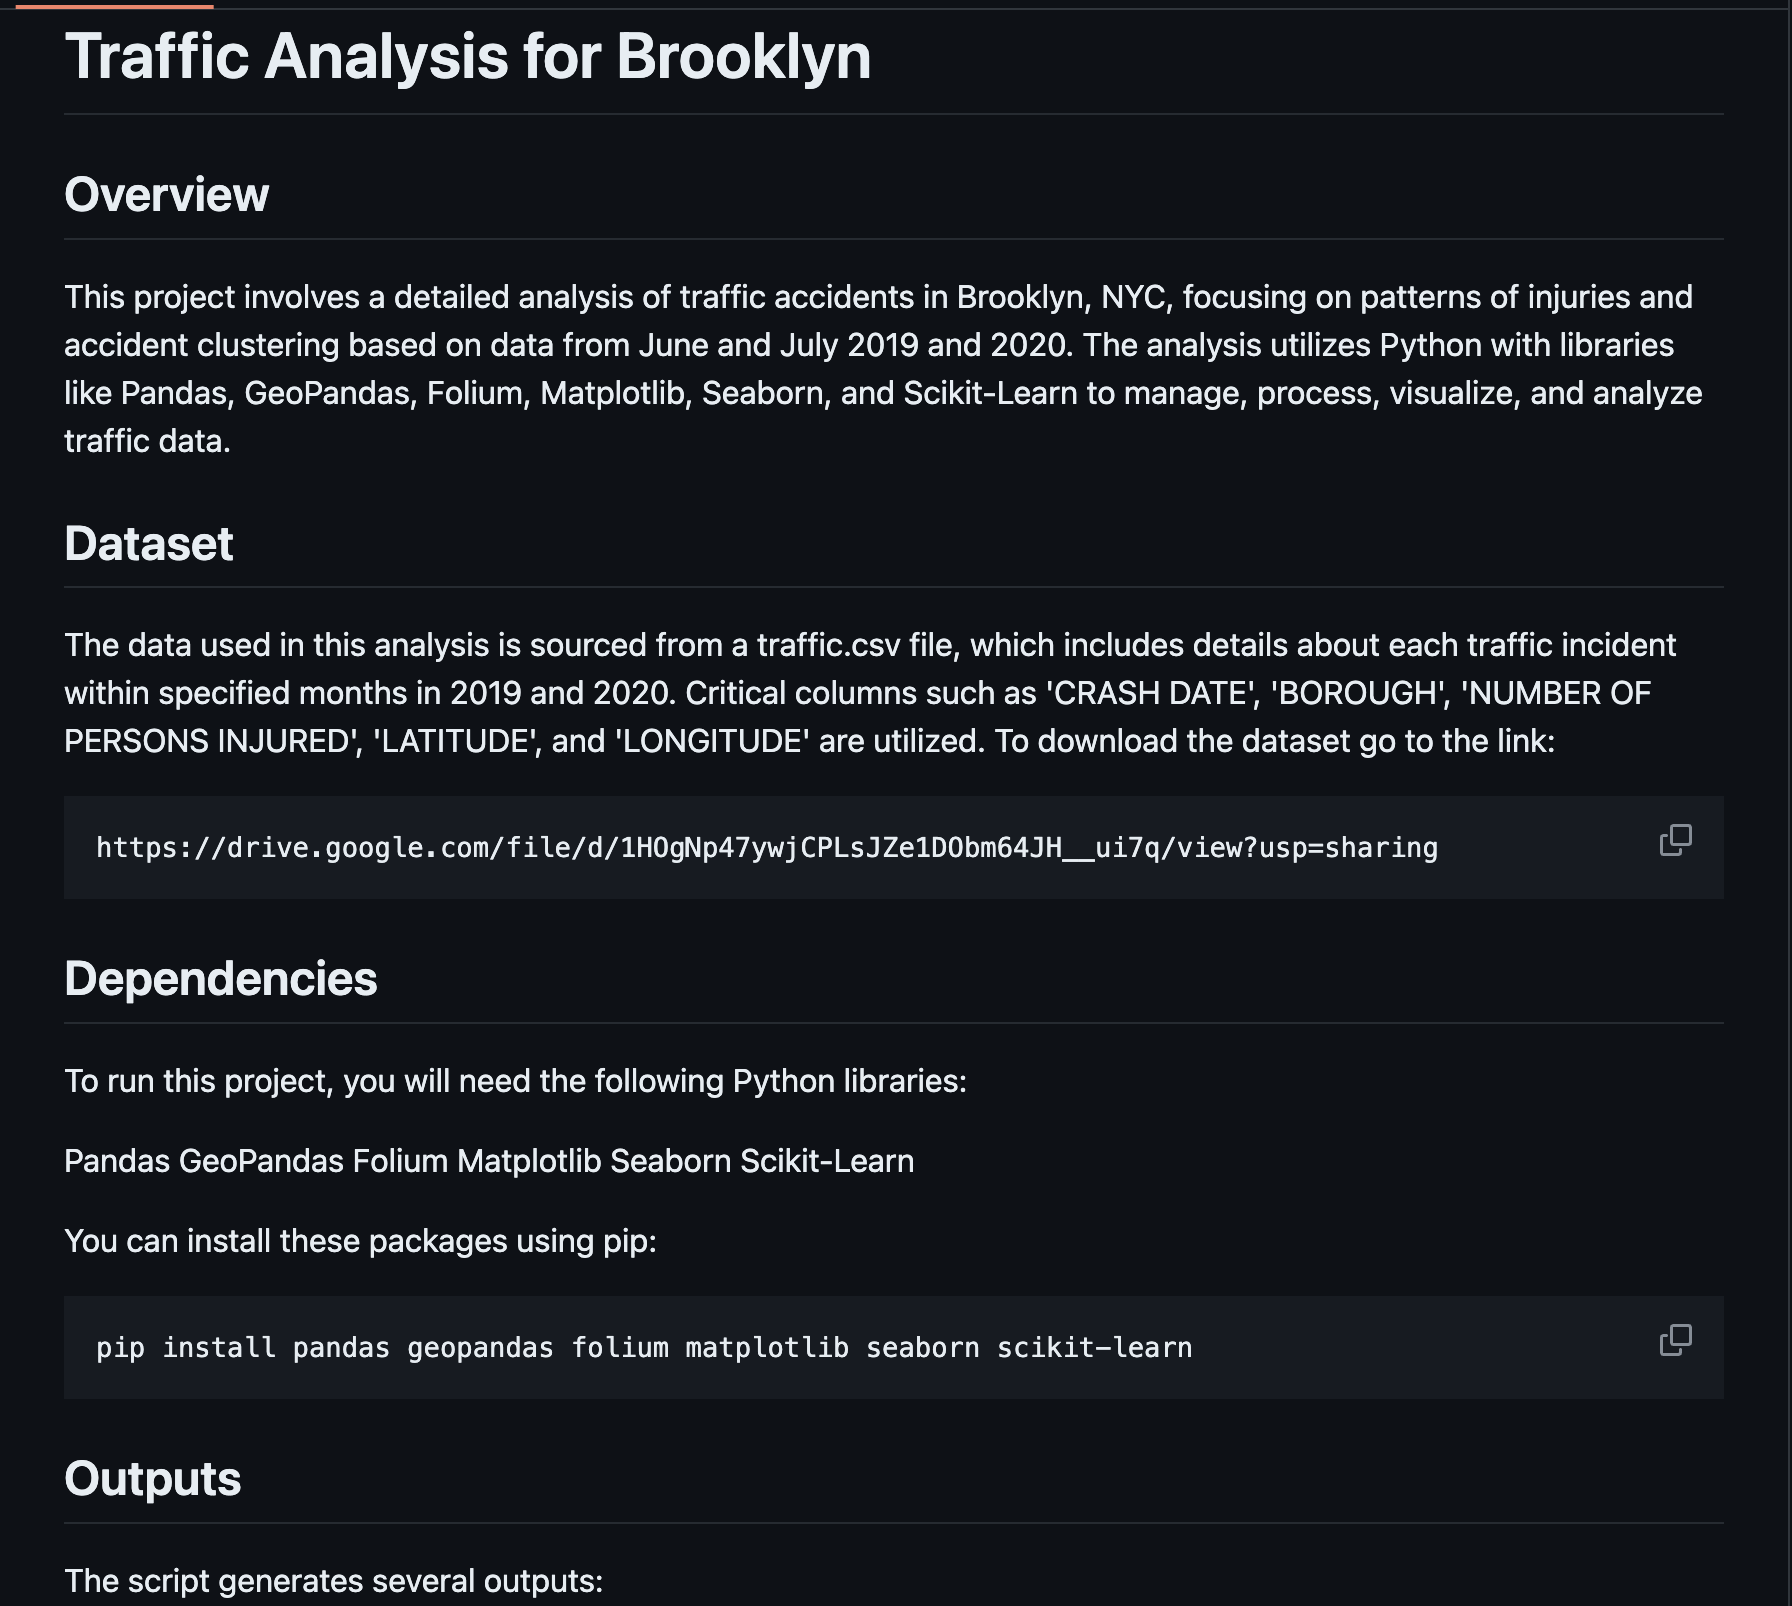 Traffic Analysis for Brooklyn
Overview
This project involves a detailed analysis of traffic accidents in Brooklyn, NYC, focusing on patterns of injuries and
accident clustering based on data from June and July 2019 and 2020. The analysis utilizes Python with libraries
like Pandas, GeoPandas, Folium, Matplotlib, Seaborn, and Scikit-Learn to manage, process, visualize, and analyze
traffic data.
Dataset
The data used in this analysis is sourced from a traffic.csv file, which includes details about each traffic incident
within specified months in 2019 and 2020. Critical columns such as 'CRASH DATE', 'BOROUGH', 'NUMBER OF
PERSONS INJURED', 'LATITUDE', and 'LONGITUDE' are utilized. To download the dataset go to the link:
https://drive.google.com/file/d/1HOgNp47ywjCPLsJZe1DObm64JH__ui7q/view?usp=sharing
Dependencies
To run this project, you will need the following Python libraries:
Pandas GeoPandas Folium Matplotlib Seaborn Scikit-Learn
You can install these packages using pip:
pip install pandas geopandas folium matplotlib seaborn scikit-learn
Outputs
The script generates several outputs: